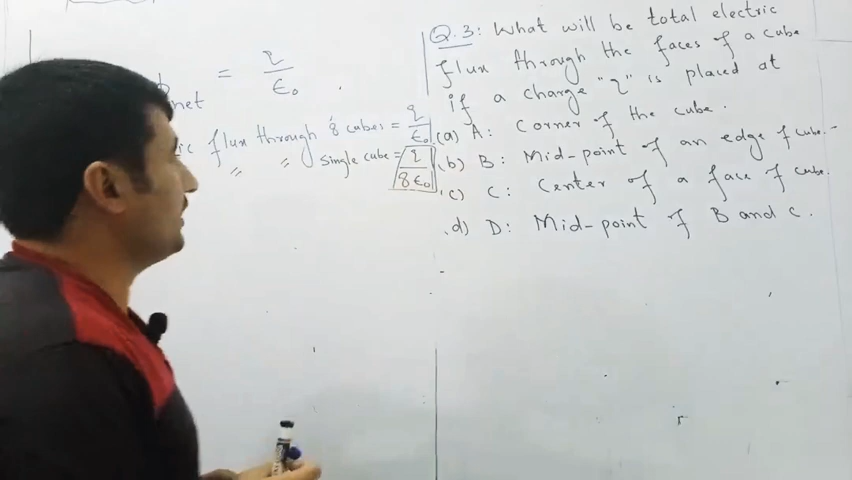 net = q/ϵ₀ .
ic flux through 8 cubes = q/ϵ₀
〃 〃 single cube = q/8ϵ₀
Q.3: What will be total electric
flux through the faces of a cube
if a charge "q" is placed at
(a) A: Corner of the cube.
(b) B: Mid-point of an edge of cube.
(c) C: Center of a face of cube.
(d) D: Mid-point of B and C.